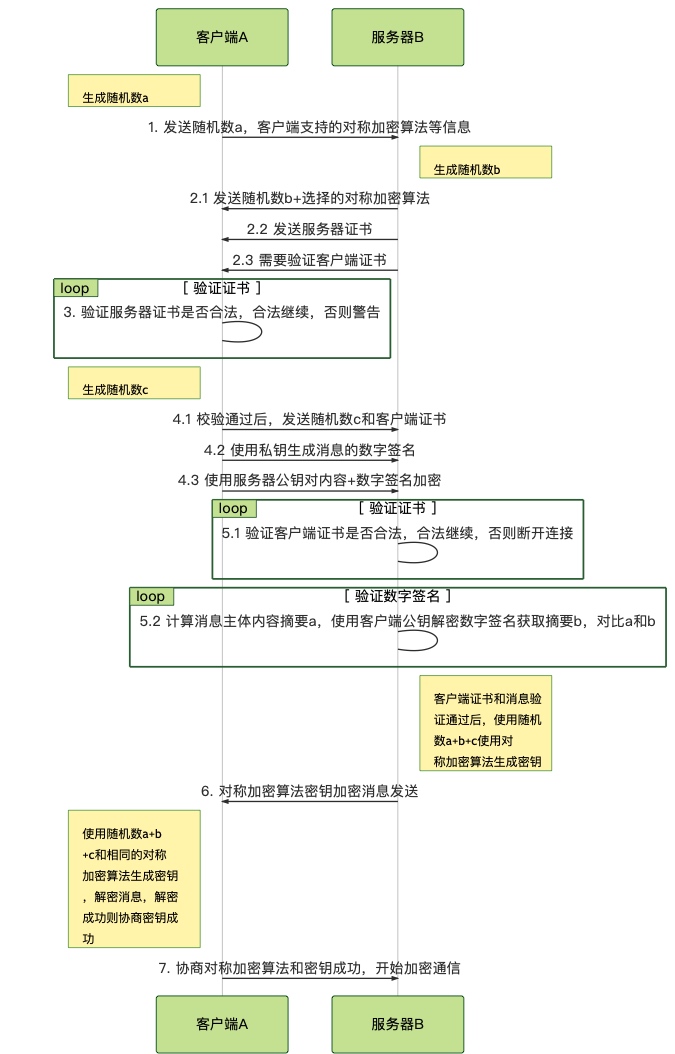 客户端A
服务器B
生成随机数a
1. 发送随机数a，客户端支持的对称加密算法等信息
生成随机数b
2.1 发送随机数b+选择的对称加密算法
2.2 发送服务器证书
2.3 需要验证客户端证书
loop
[ 验证证书 ]
3. 验证服务器证书是否合法，合法继续，否则警告
生成随机数c
4.1 校验通过后，发送随机数c和客户端证书
4.2 使用私钥生成消息的数字签名
4.3 使用服务器公钥对内容+数字签名加密
loop
[ 验证证书 ]
5.1 验证客户端证书是否合法，合法继续，否则断开连接
loop
[ 验证数字签名 ]
5.2 计算消息主体内容摘要a，使用客户端公钥解密数字签名获取摘要b，对比a和b
客户端证书和消息验
证通过后，使用随机
数a+b+c使用对
称加密算法生成密钥
6. 对称加密算法密钥加密消息发送
使用随机数a+b
+c和相同的对称
加密算法生成密钥
，解密消息，解密
成功则协商密钥成
功
7. 协商对称加密算法和密钥成功，开始加密通信
客户端A
服务器B